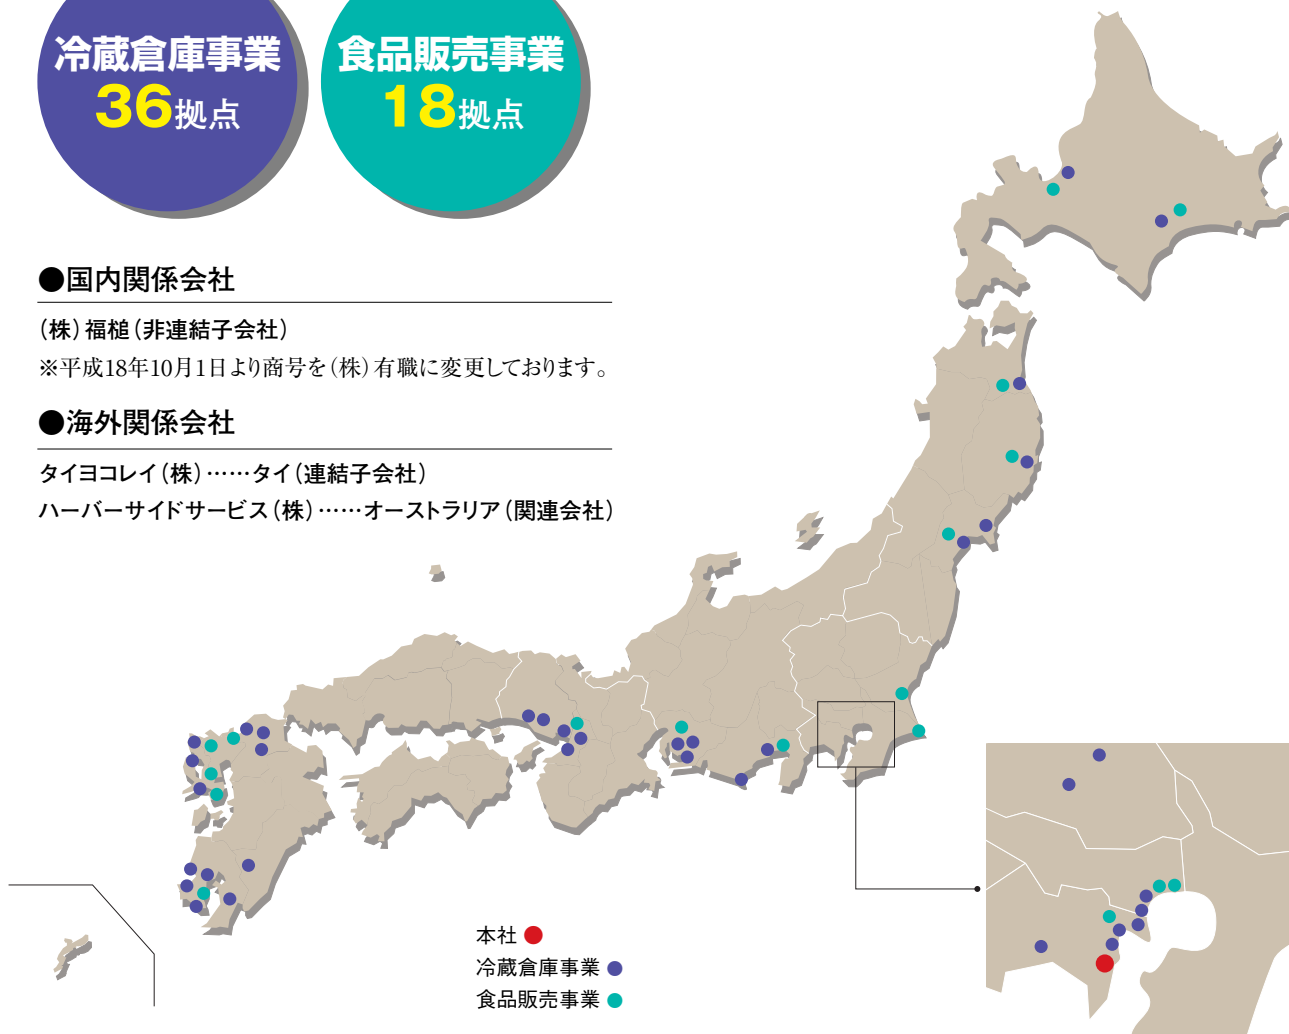 冷蔵倉庫事業
36拠点
食品販売事業
18拠点
●国内関係会社
(株)福槌(非連結子会社)
※平成18年10月1日より商号を(株)有職に変更しております。
●海外関係会社
タイヨコレイ(株)……タイ(連結子会社)
ハーバーサイドサービス(株)……オーストラリア(関連会社)
本社
冷蔵倉庫事業
食品販売事業